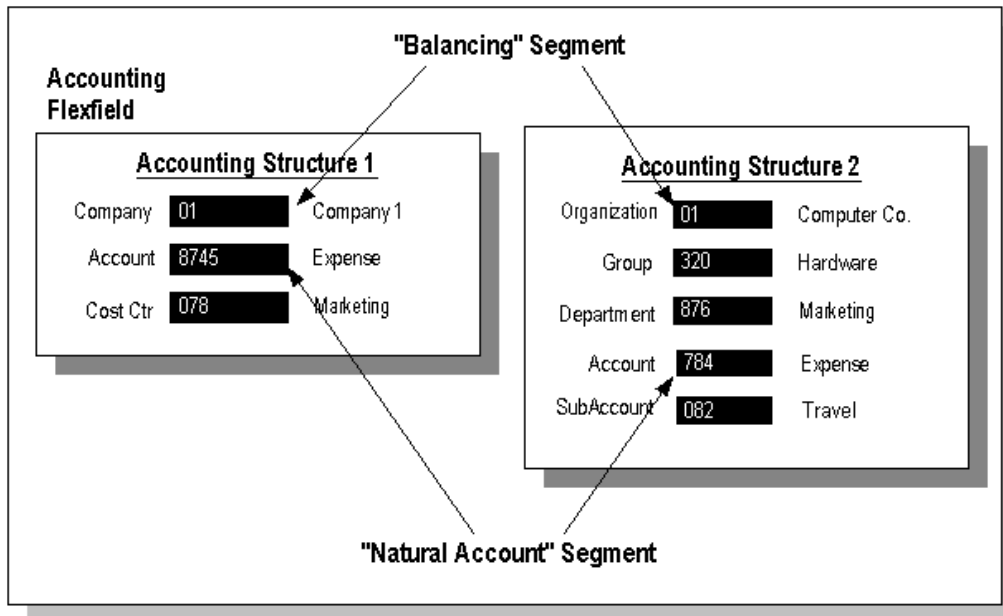 "Balancing" Segment
Accounting
Flexfield
Accounting Structure 1
Company 01 Company 1
Account 8745 Expense
Cost Ctr 078 Marketing
Accounting Structure 2
Organization 01 Computer Co.
Group 320 Hardware
Department 876 Marketing
Account 784 Expense
SubAccount 082 Travel
"Natural Account" Segment